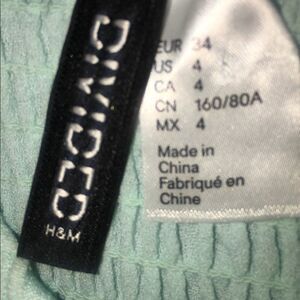 DIVIDED
H&M
EUR 34
US 4
CA 4
CN 160/80A
MX 4
Made in
China
Fabriqué en
Chine